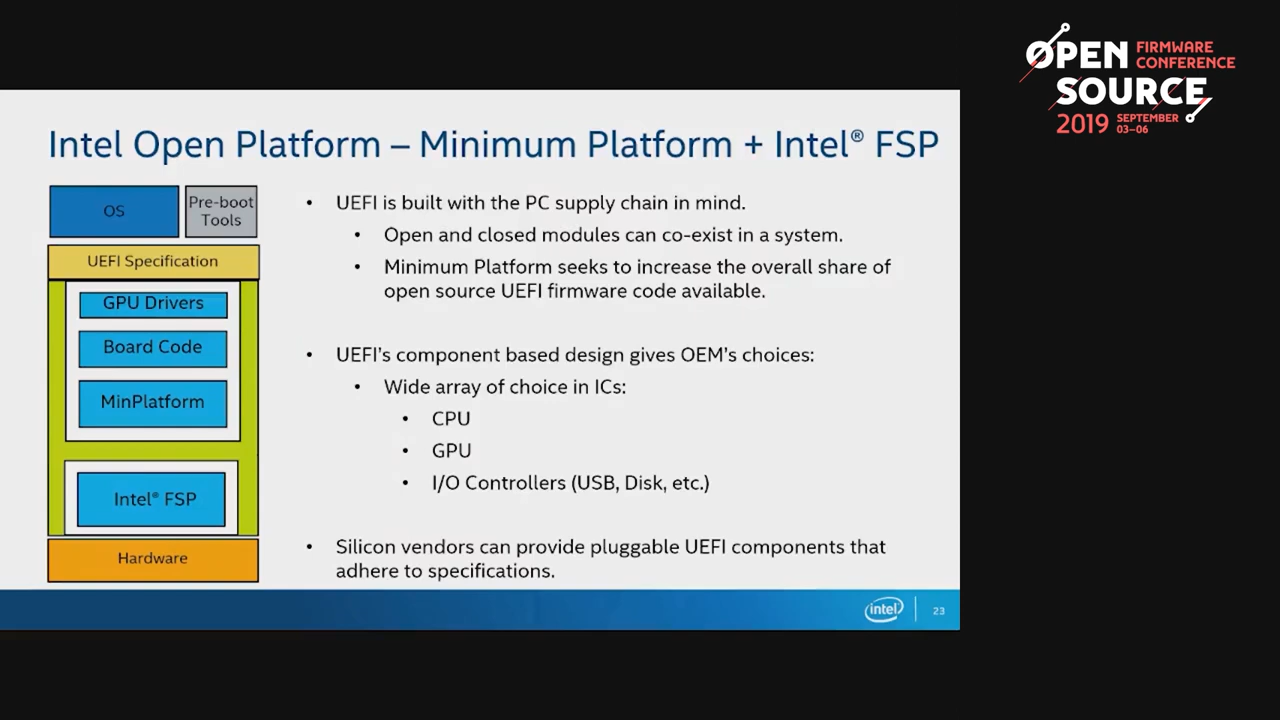 OPEN FIRMWARE
CONFERENCE
SOURCE
2019 SEPTEMBER
03–06
Intel Open Platform – Minimum Platform + Intel® FSP
OS
Pre-boot
Tools
UEFI Specification
GPU Drivers
Board Code
MinPlatform
Intel® FSP
Hardware
• UEFI is built with the PC supply chain in mind.
• Open and closed modules can co-exist in a system.
• Minimum Platform seeks to increase the overall share of
open source UEFI firmware code available.
• UEFI's component based design gives OEM's choices:
• Wide array of choice in ICs:
• CPU
• GPU
• I/O Controllers (USB, Disk, etc.)
• Silicon vendors can provide pluggable UEFI components that
adhere to specifications.
intel
23